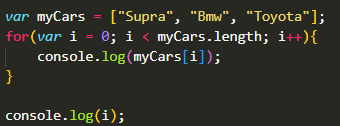 var myCars = ["Supra", "Bmw", "Toyota"];
for(var i = 0; i < myCars.length; i++){
    console.log(myCars[i]);
}

console.log(i);